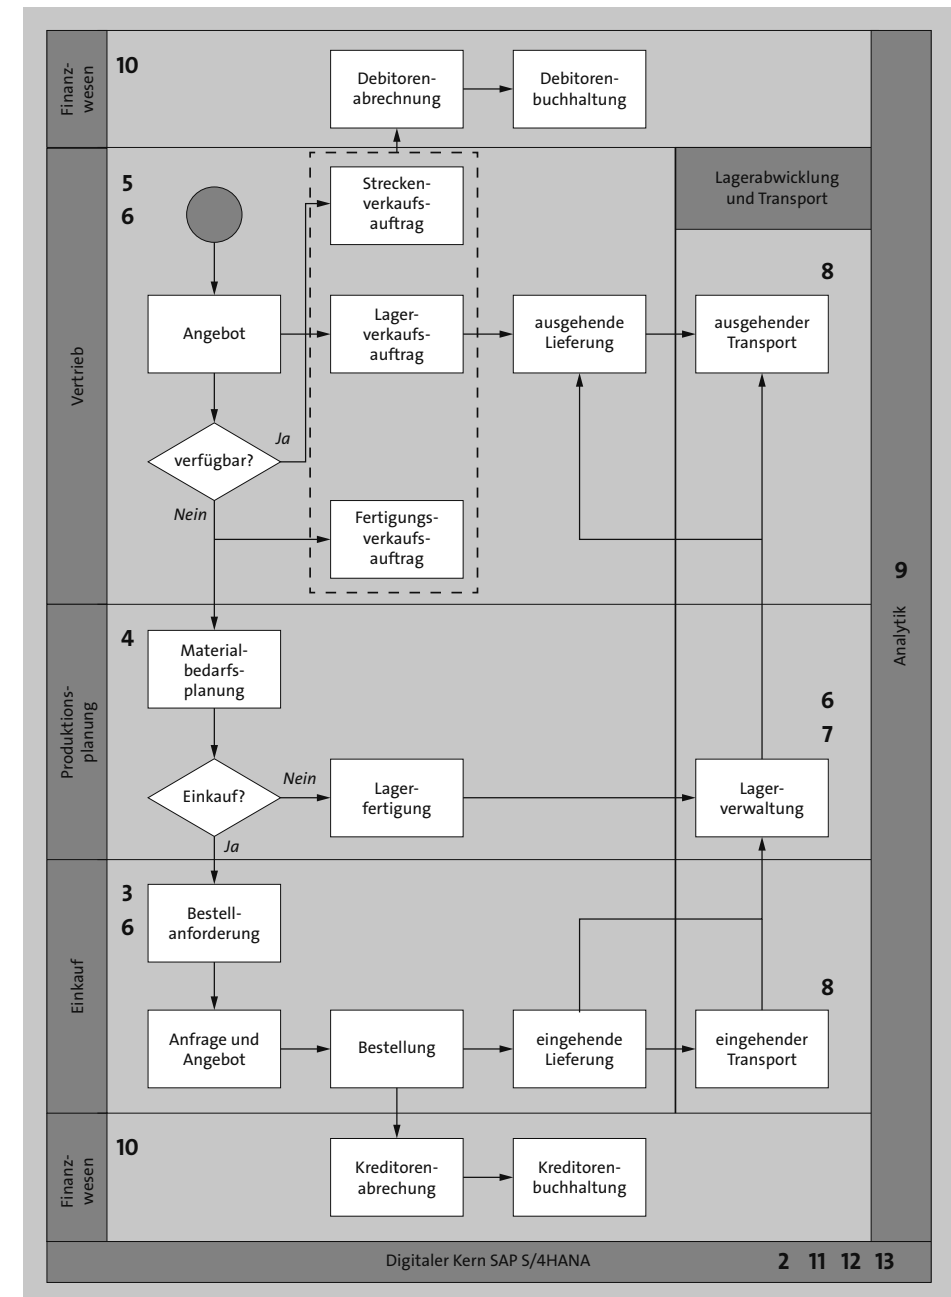 Finanz-
wesen
10
Debitoren-
abrechnung
Debitoren-
buchhaltung
Vertrieb
5
6
Strecken-
verkaufs-
auftrag
Lagerabwicklung
und Transport
8
Angebot
Lager-
verkaufs-
auftrag
ausgehende
Lieferung
ausgehender
Transport
Ja
verfügbar?
Nein
Fertigungs-
verkaufs-
auftrag
9
Analytik
Produktions-
planung
4
Material-
bedarfs-
planung
6
7
Einkauf?
Nein
Lager-
fertigung
Lager-
verwaltung
Ja
Einkauf
3
6
Bestell-
anforderung
8
Anfrage und
Angebot
Bestellung
eingehende
Lieferung
eingehender
Transport
Finanz-
wesen
10
Kreditoren-
abrechung
Kreditoren-
buchhaltung
Digitaler Kern SAP S/4HANA
2 11 12 13